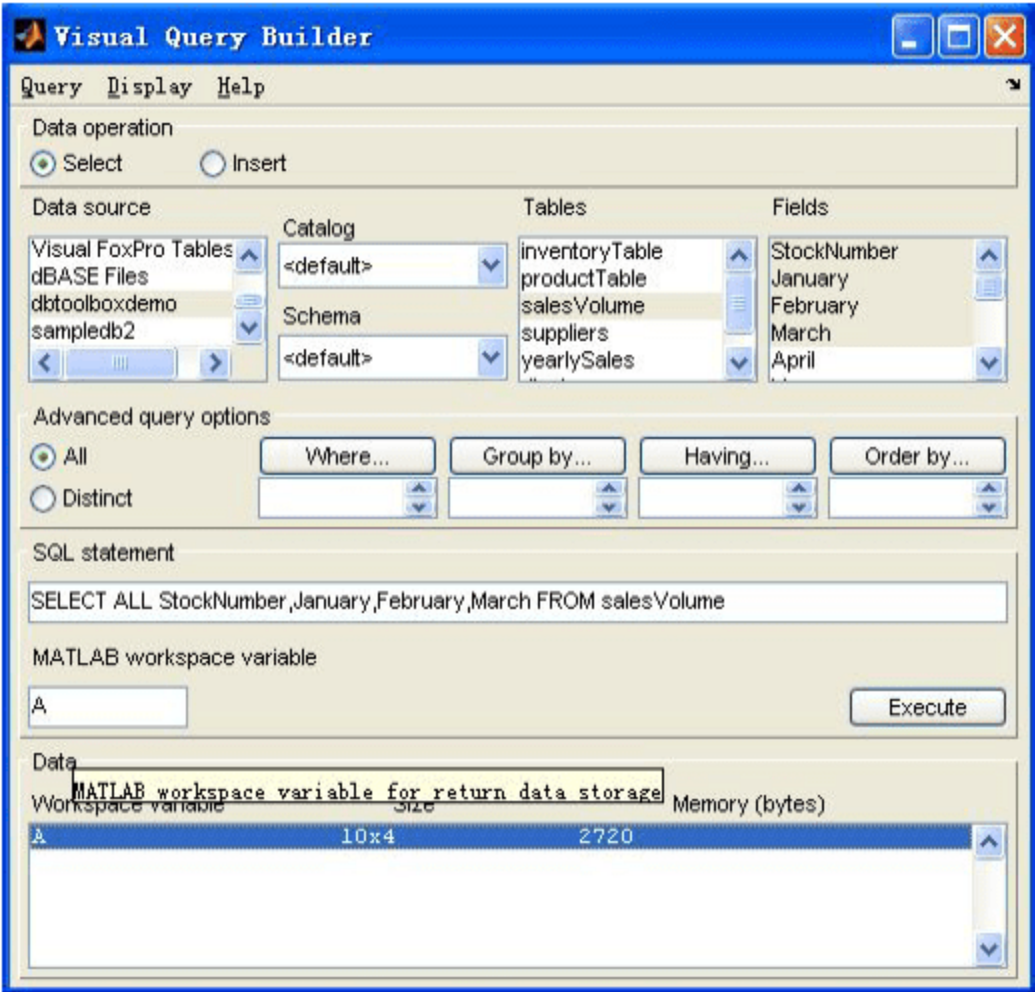 Visual Query Builder
Query Display Help
Data operation
Select Insert
Data source
Visual FoxPro Tables
dBASE Files
dbtoolboxdemo
sampledb2
Catalog
<default>
Schema
<default>
Tables
inventoryTable
productTable
salesVolume
suppliers
yearlySales
Fields
StockNumber
January
February
March
April
Advanced query options
All
Distinct
Where... Group by... Having... Order by...
SQL statement
SELECT ALL StockNumber,January,February,March FROM salesVolume
MATLAB workspace variable
A
Execute
Data
MATLAB workspace variable for return data storage
Workspace variable Size Memory (bytes)
A 10x4 2720